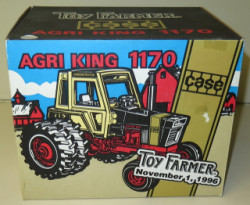 TOY FARMER
CASE
AGRI KING 1170
CASE
TOY FARMER
November 1, 1996